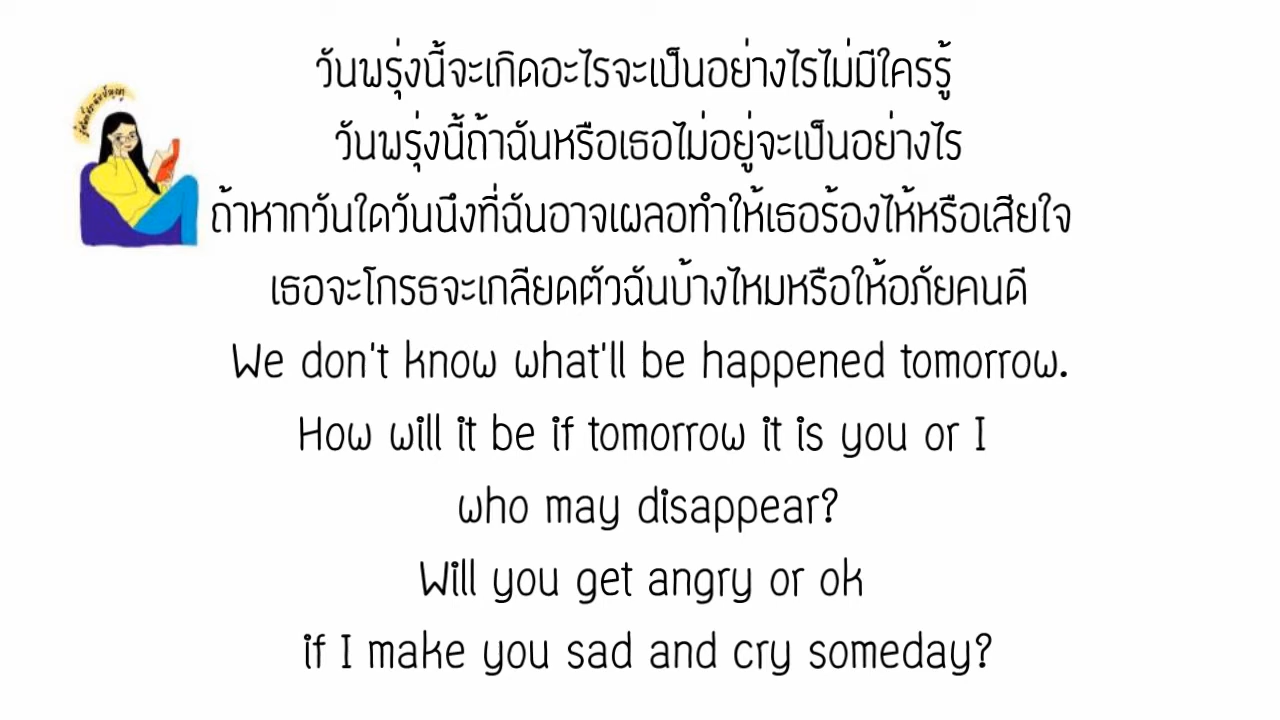 วันพรุ่งนี้จะเกิดอะไรจะเป็นอย่างไรไม่มีใครรู้
วันพรุ่งนี้ถ้าฉันหรือเธอไม่อยู่จะเป็นอย่างไร
ถ้าหากวันใดวันนึงที่ฉันอาจเผลอทำให้เธอร้องไห้หรือเสียใจ
เธอจะโกรธจะเกลียดตัวฉันบ้างไหมหรือให้อภัยคนดี
We don't know what'll be happened tomorrow.
How will it be if tomorrow it is you or I
who may disappear?
Will you get angry or ok
if I make you sad and cry someday?